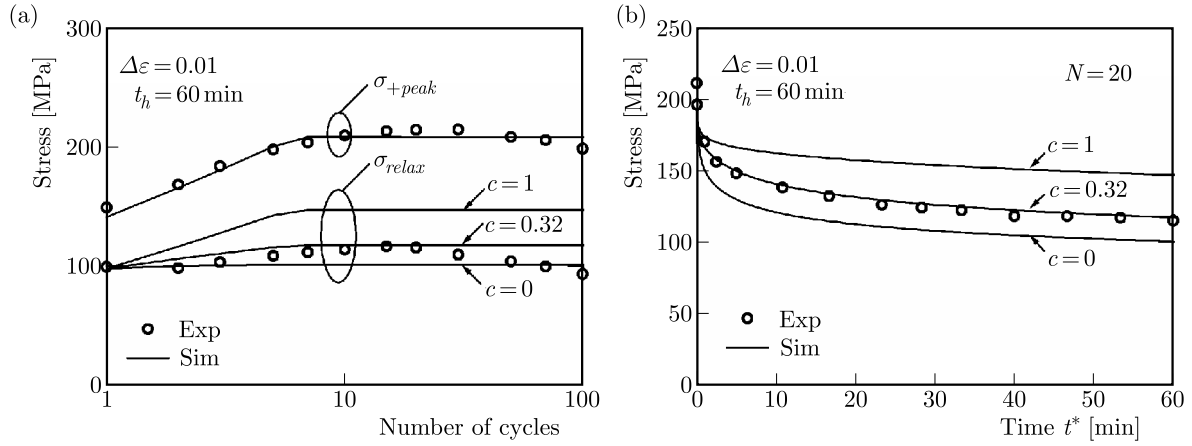 (a)
300
200
100
0
Stress [MPa]
Δε=0.01
t_h=60 min
σ_{+peak}
σ_{relax}
c=1
c=0.32
c=0
Exp
Sim
1
10
100
Number of cycles
(b)
250
200
150
100
50
0
Stress [MPa]
Δε=0.01
t_h=60 min
N=20
c=1
c=0.32
c=0
Exp
Sim
0
10
20
30
40
50
60
Time t* [min]